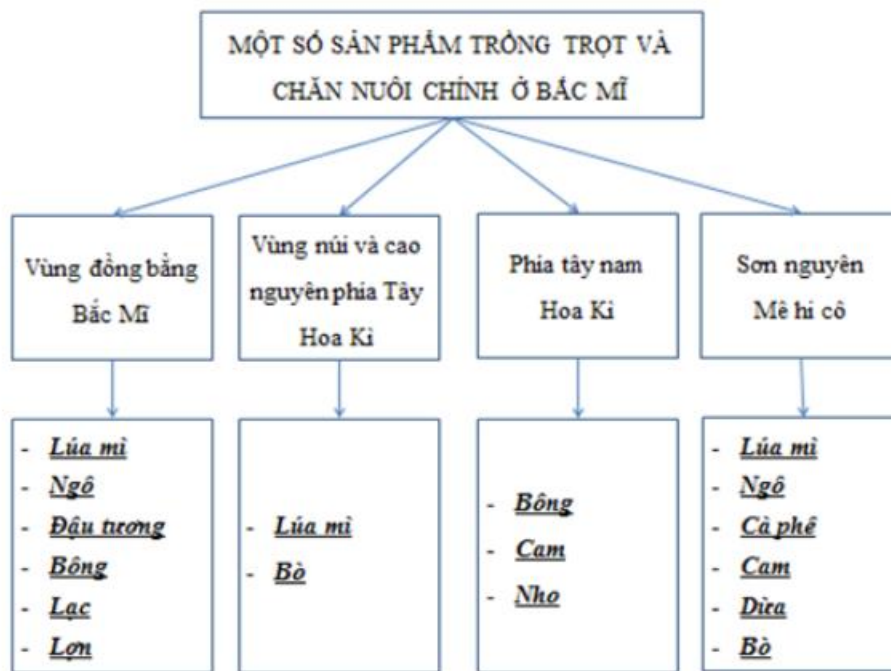 MỘT SỐ SẢN PHẨM TRỒNG TRỌT VÀ
CHĂN NUÔI CHÍNH Ở BẮC MĨ
Vùng đồng bằng
Bắc Mĩ
Vùng núi và cao
nguyên phía Tây
Hoa Kì
Phía tây nam
Hoa Kì
Sơn nguyên
Mê hi cô
- Lúa mì
- Ngô
- Đậu tương
- Bông
- Lạc
- Lợn
- Lúa mì
- Bò
- Bông
- Cam
- Nho
- Lúa mì
- Ngô
- Cà phê
- Cam
- Dừa
- Bò